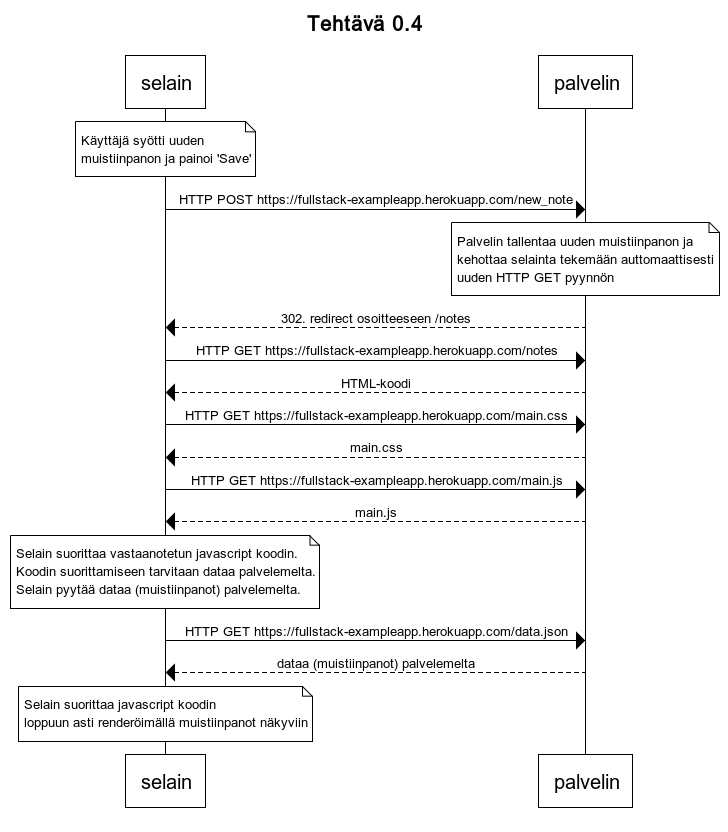 Tehtävä 0.4
selain
palvelin
Käyttäjä syötti uuden
muistiinpanon ja painoi 'Save'
HTTP POST https://fullstack-exampleapp.herokuapp.com/new_note
Palvelin tallentaa uuden muistiinpanon ja
kehottaa selainta tekemään auttomaattisesti
uuden HTTP GET pyynnön
302. redirect osoitteeseen /notes
HTTP GET https://fullstack-exampleapp.herokuapp.com/notes
HTML-koodi
HTTP GET https://fullstack-exampleapp.herokuapp.com/main.css
main.css
HTTP GET https://fullstack-exampleapp.herokuapp.com/main.js
main.js
Selain suorittaa vastaanotetun javascript koodin.
Koodin suorittamiseen tarvitaan dataa palvelemelta.
Selain pyytää dataa (muistiinpanot) palvelemelta.
HTTP GET https://fullstack-exampleapp.herokuapp.com/data.json
dataa (muistiinpanot) palvelemelta
Selain suorittaa javascript koodin
loppuun asti renderöimällä muistiinpanot näkyviin
selain
palvelin